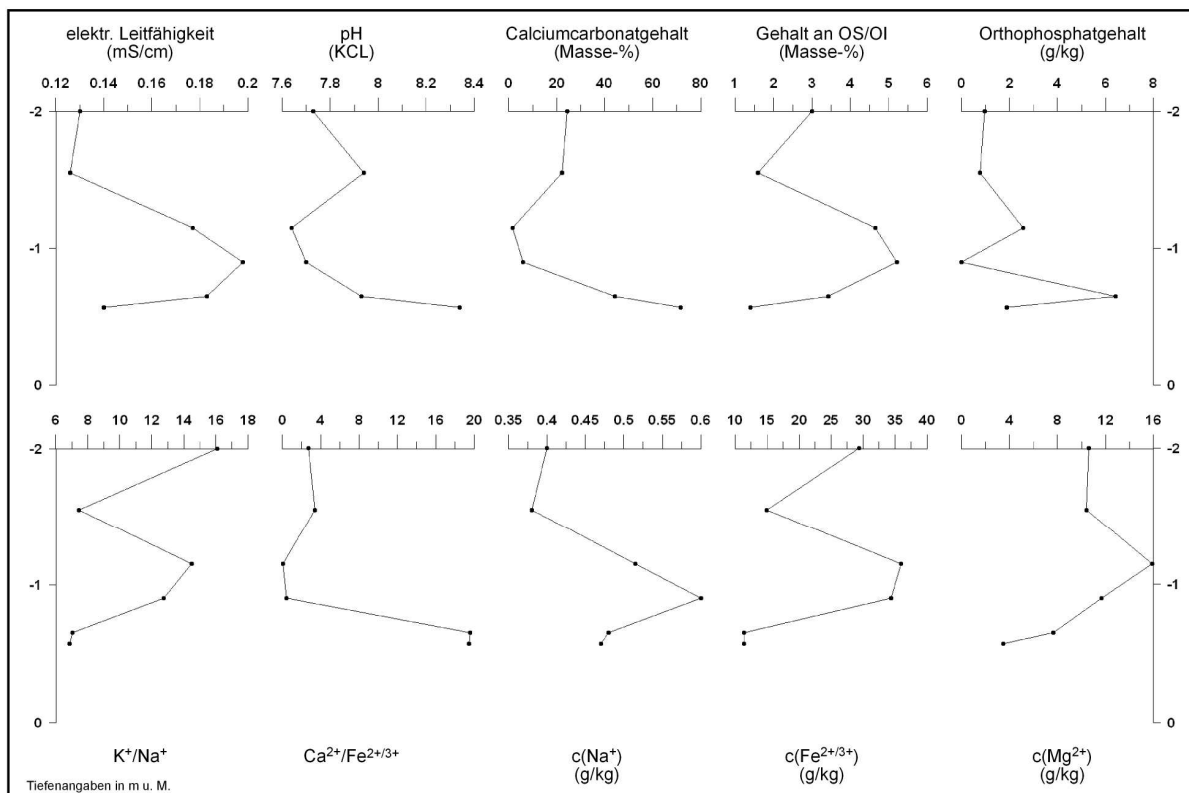 elektr. Leitfähigkeit
(mS/cm)
pH
(KCL)
Calciumcarbonatgehalt
(Masse-%)
Gehalt an OS/OI
(Masse-%)
Orthophosphatgehalt
(g/kg)
0.12 0.14 0.16 0.18 0.2
7.6 7.8 8 8.2 8.4
0 20 40 60 80
1 2 3 4 5 6
0 2 4 6 8
-2 -2
-1 -1
0 0
6 8 10 12 14 16 18
0 4 8 12 16 20
0.35 0.4 0.45 0.5 0.55 0.6
10 15 20 25 30 35 40
0 4 8 12 16
-2 -2
-1 -1
0 0
K⁺/Na⁺
Ca²⁺/Fe²⁺/³⁺
c(Na⁺)
(g/kg)
c(Fe²⁺/³⁺)
(g/kg)
c(Mg²⁺)
(g/kg)
Tiefenangaben in m u. M.